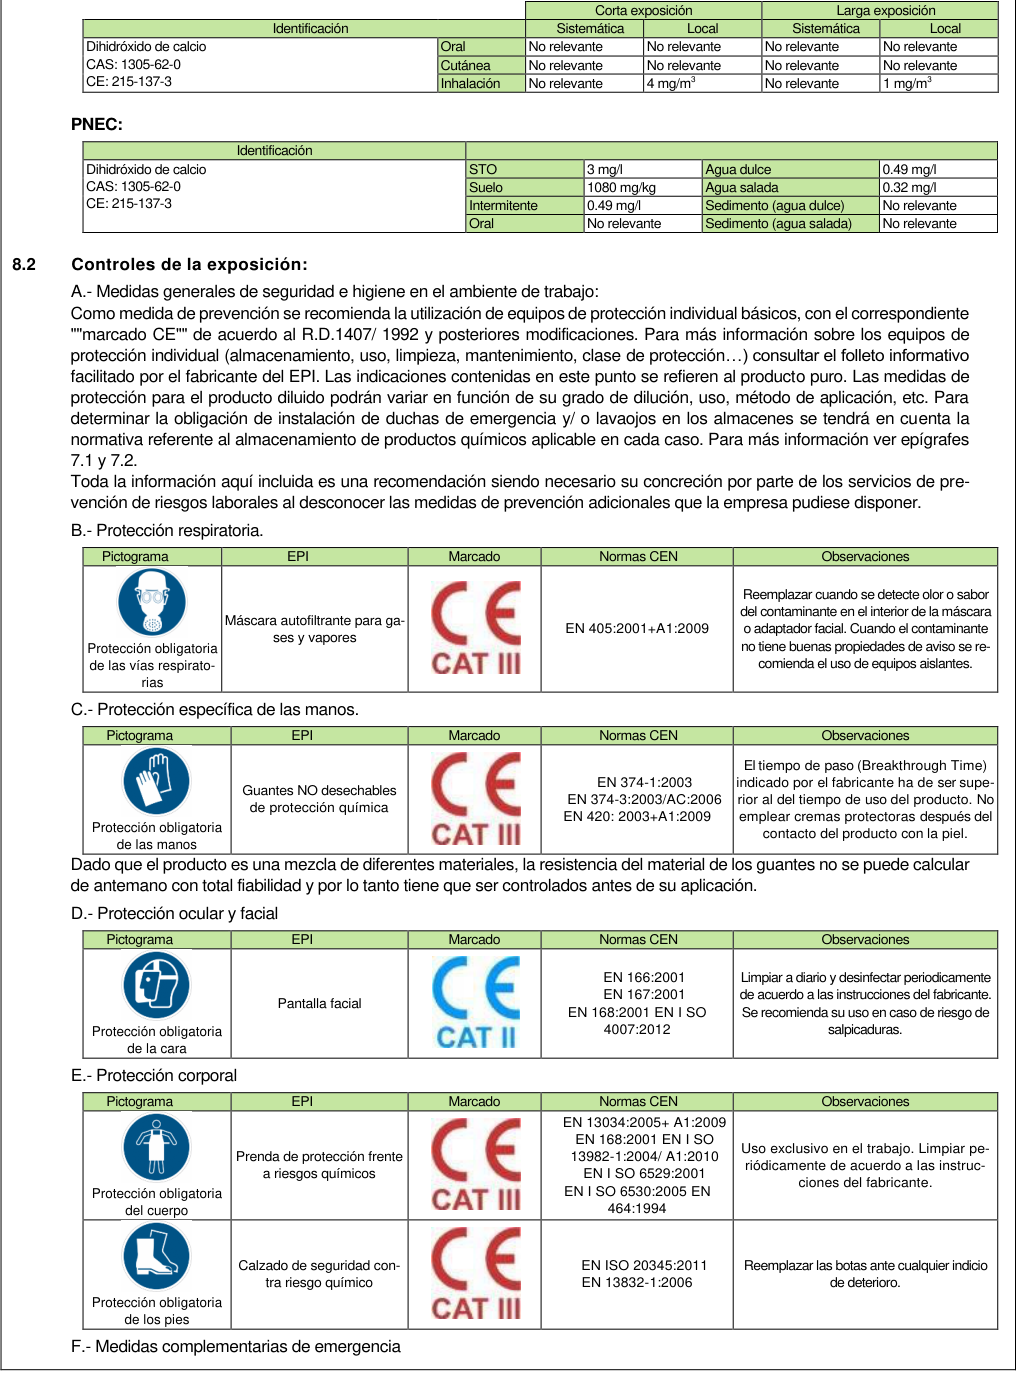 Corta exposición Larga exposición
Identificación Sistemática Local Sistemática Local
Dihidróxido de calcio Oral No relevante No relevante No relevante No relevante
CAS: 1305-62-0 Cutánea No relevante No relevante No relevante No relevante
CE: 215-137-3 Inhalación No relevante 4 mg/m³ No relevante 1 mg/m³
PNEC:
Identificación
Dihidróxido de calcio STO 3 mg/l Agua dulce 0.49 mg/l
CAS: 1305-62-0 Suelo 1080 mg/kg Agua salada 0.32 mg/l
CE: 215-137-3 Intermitente 0.49 mg/l Sedimento (agua dulce) No relevante
Oral No relevante Sedimento (agua salada) No relevante
8.2 Controles de la exposición:
A.- Medidas generales de seguridad e higiene en el ambiente de trabajo:
Como medida de prevención se recomienda la utilización de equipos de protección individual básicos, con el correspondiente
""marcado CE"" de acuerdo al R.D.1407/ 1992 y posteriores modificaciones. Para más información sobre los equipos de
protección individual (almacenamiento, uso, limpieza, mantenimiento, clase de protección…) consultar el folleto informativo
facilitado por el fabricante del EPI. Las indicaciones contenidas en este punto se refieren al producto puro. Las medidas de
protección para el producto diluido podrán variar en función de su grado de dilución, uso, método de aplicación, etc. Para
determinar la obligación de instalación de duchas de emergencia y/ o lavaojos en los almacenes se tendrá en cuenta la
normativa referente al almacenamiento de productos químicos aplicable en cada caso. Para más información ver epígrafes
7.1 y 7.2.
Toda la información aquí incluida es una recomendación siendo necesario su concreción por parte de los servicios de pre-
vención de riesgos laborales al desconocer las medidas de prevención adicionales que la empresa pudiese disponer.
B.- Protección respiratoria.
Pictograma EPI Marcado Normas CEN Observaciones
Protección obligatoria
de las vías respirato-
rias
Máscara autofiltrante para ga-
ses y vapores
CE
CAT III
EN 405:2001+A1:2009
Reemplazar cuando se detecte olor o sabor
del contaminante en el interior de la máscara
o adaptador facial. Cuando el contaminante
no tiene buenas propiedades de aviso se re-
comienda el uso de equipos aislantes.
C.- Protección específica de las manos.
Pictograma EPI Marcado Normas CEN Observaciones
Protección obligatoria
de las manos
Guantes NO desechables
de protección química
CE
CAT III
EN 374-1:2003
EN 374-3:2003/AC:2006
EN 420: 2003+A1:2009
El tiempo de paso (Breakthrough Time)
indicado por el fabricante ha de ser supe-
rior al del tiempo de uso del producto. No
emplear cremas protectoras después del
contacto del producto con la piel.
Dado que el producto es una mezcla de diferentes materiales, la resistencia del material de los guantes no se puede calcular
de antemano con total fiabilidad y por lo tanto tiene que ser controlados antes de su aplicación.
D.- Protección ocular y facial
Pictograma EPI Marcado Normas CEN Observaciones
Protección obligatoria
de la cara
Pantalla facial
CE
CAT II
EN 166:2001
EN 167:2001
EN 168:2001 EN I SO
4007:2012
Limpiar a diario y desinfectar periodicamente
de acuerdo a las instrucciones del fabricante.
Se recomienda su uso en caso de riesgo de
salpicaduras.
E.- Protección corporal
Pictograma EPI Marcado Normas CEN Observaciones
Protección obligatoria
del cuerpo
Prenda de protección frente
a riesgos químicos
CE
CAT III
EN 13034:2005+ A1:2009
EN 168:2001 EN I SO
13982-1:2004/ A1:2010
EN I SO 6529:2001
EN I SO 6530:2005 EN
464:1994
Uso exclusivo en el trabajo. Limpiar pe-
riódicamente de acuerdo a las instruc-
ciones del fabricante.
Protección obligatoria
de los pies
Calzado de seguridad con-
tra riesgo químico
CE
CAT III
EN ISO 20345:2011
EN 13832-1:2006
Reemplazar las botas ante cualquier indicio
de deterioro.
F.- Medidas complementarias de emergencia